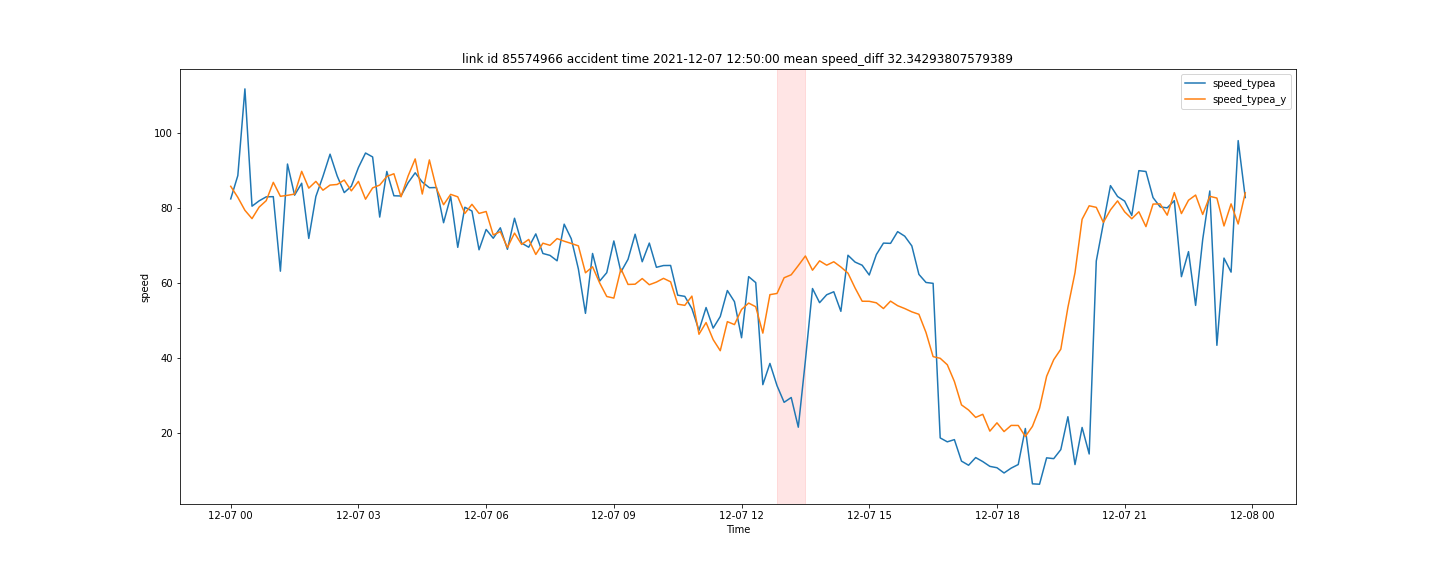 link id 85574966 accident time 2021-12-07 12:50:00 mean speed_diff 32.34293807579389
speed_typea
speed_typea_y
100
80
60
40
20
speed
12-07 00
12-07 03
12-07 06
12-07 09
12-07 12
12-07 15
12-07 18
12-07 21
12-08 00
Time